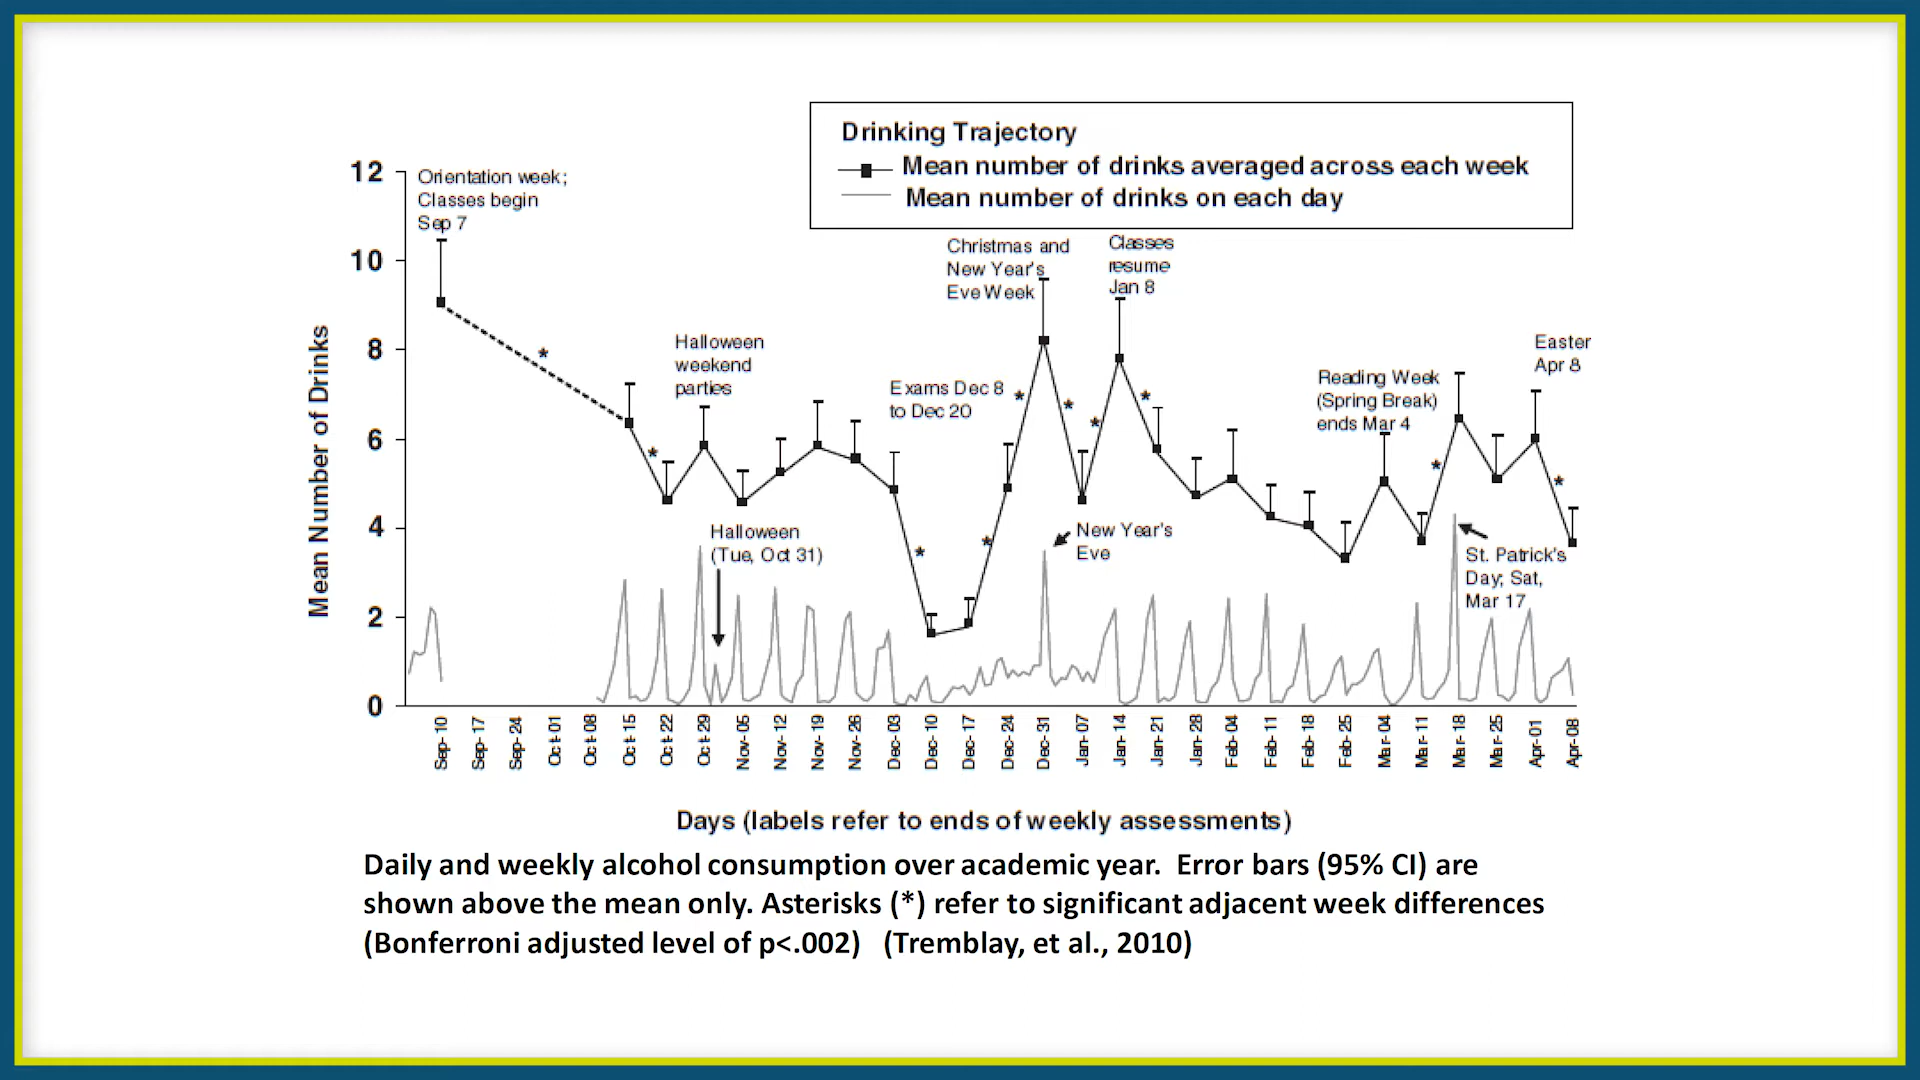 Drinking Trajectory
Mean number of drinks averaged across each week
Mean number of drinks on each day
12
10
8
6
4
2
0
Mean Number of Drinks
Orientation week;
Classes begin
Sep 7
Halloween
weekend
parties
Halloween
(Tue, Oct 31)
Exams Dec 8
to Dec 20
Christmas and
New Year's
Eve Week
Classes
resume
Jan 8
New Year's
Eve
Reading Week
(Spring Break)
ends Mar 4
St. Patrick's
Day; Sat,
Mar 17
Easter
Apr 8
*
*
*
*
*
*
*
*
*
*
Sep-10
Sep-17
Sep-24
Oct-01
Oct-08
Oct-15
Oct-22
Oct-29
Nov-05
Nov-12
Nov-19
Nov-26
Dec-03
Dec-10
Dec-17
Dec-24
Dec-31
Jan-07
Jan-14
Jan-21
Jan-28
Feb-04
Feb-11
Feb-18
Feb-25
Mar-04
Mar-11
Mar-18
Mar-25
Apr-01
Apr-08
Days (labels refer to ends of weekly assessments)
Daily and weekly alcohol consumption over academic year. Error bars (95% CI) are
shown above the mean only. Asterisks (*) refer to significant adjacent week differences
(Bonferroni adjusted level of p<.002) (Tremblay, et al., 2010)